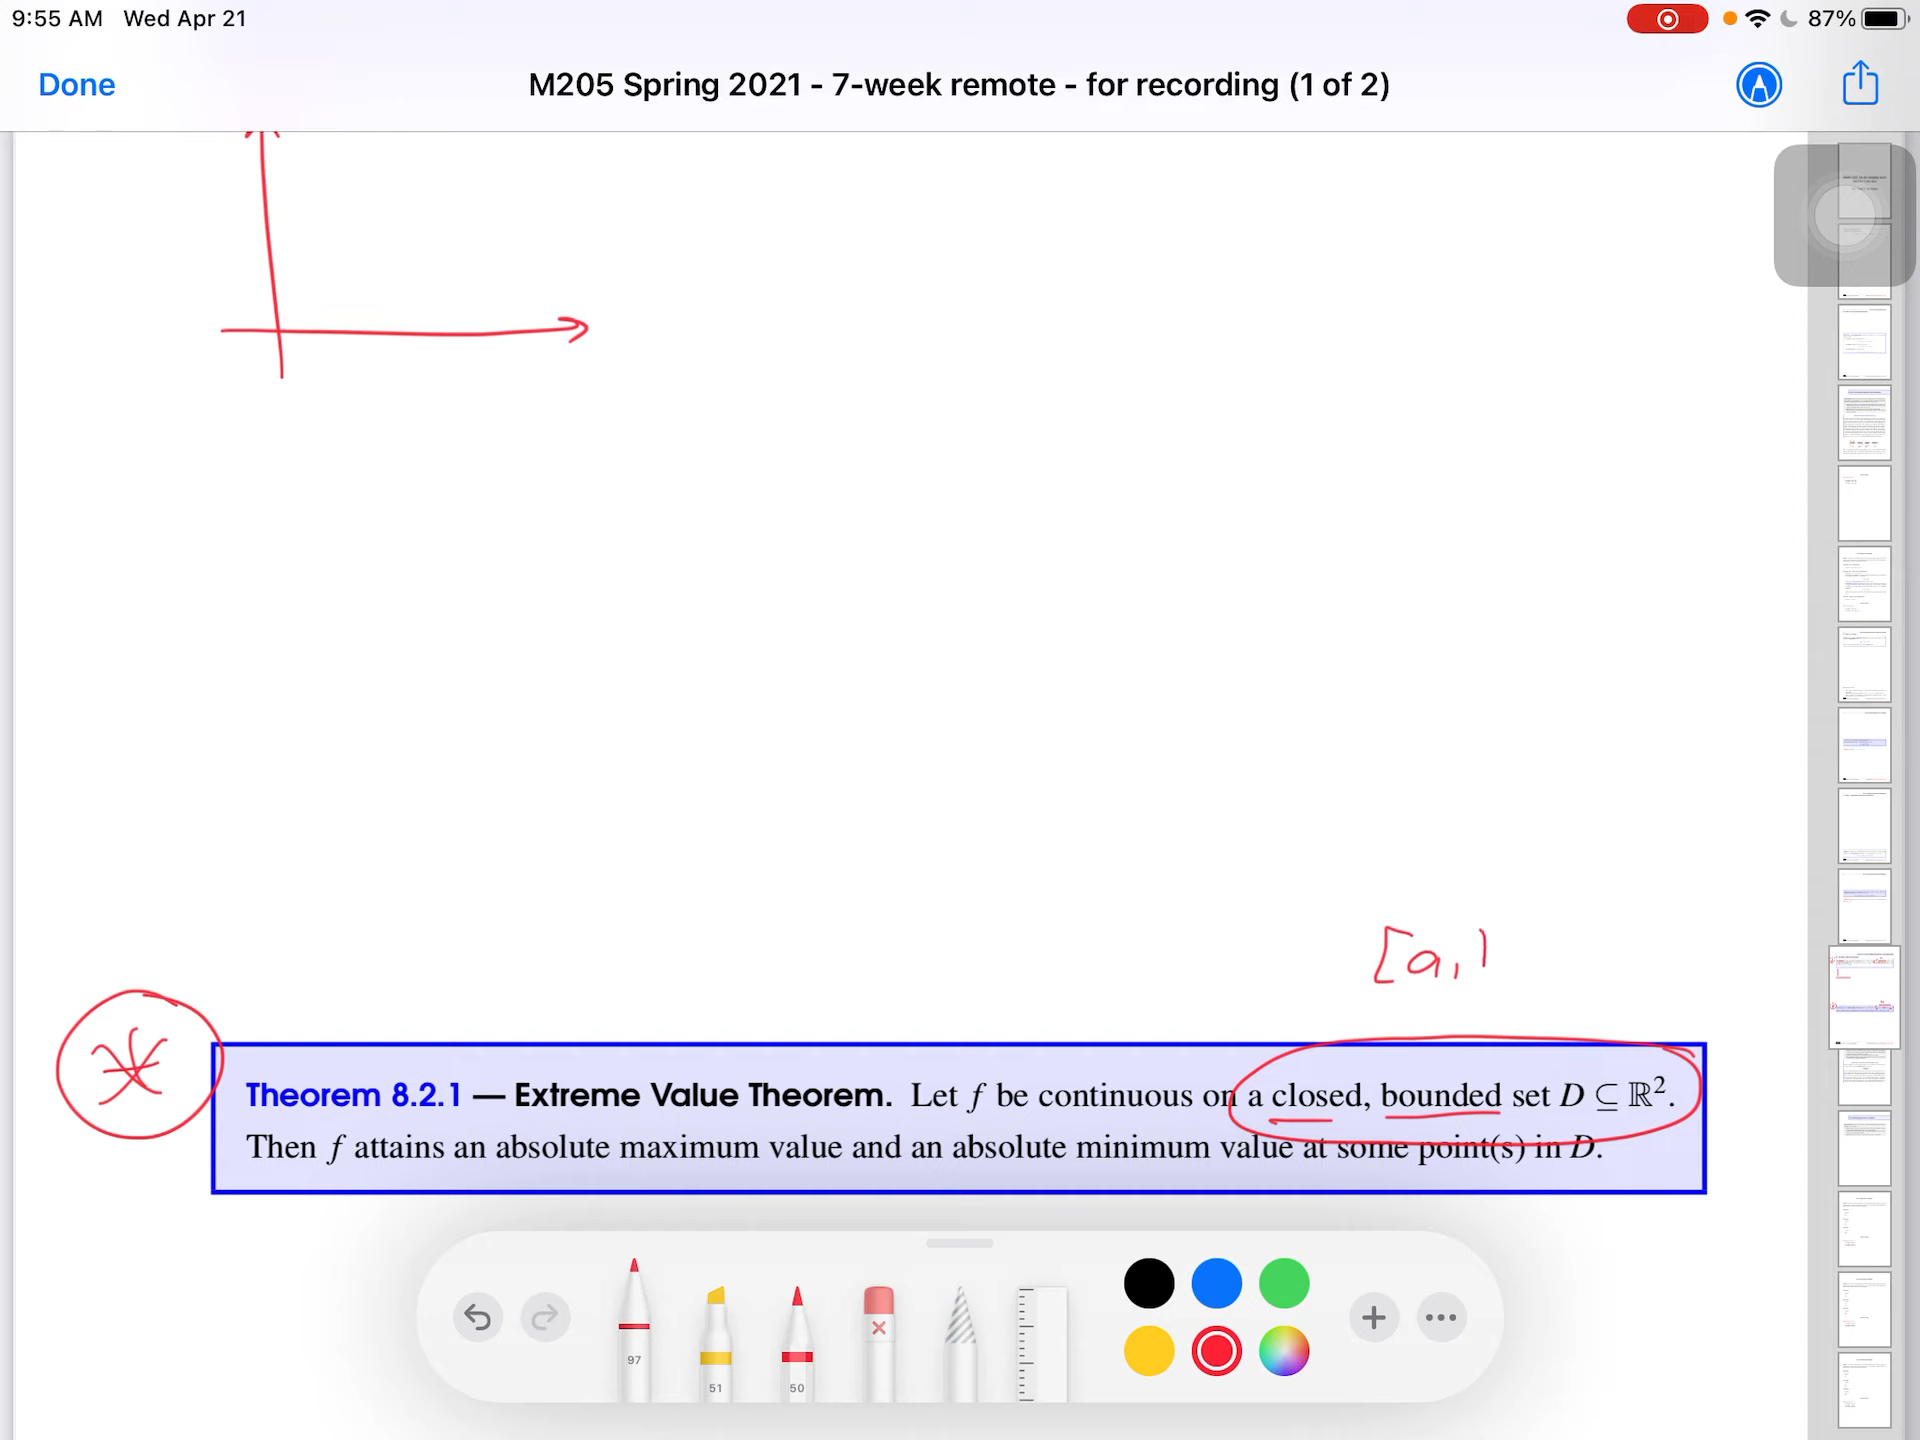 9:55 AM Wed Apr 21
87%
Done
M205 Spring 2021 - 7-week remote - for recording (1 of 2)
[a,
Theorem 8.2.1 — Extreme Value Theorem. Let f be continuous on a closed, bounded set D ⊆ ℝ².
Then f attains an absolute maximum value and an absolute minimum value at some point(s) in D.
97
51
50